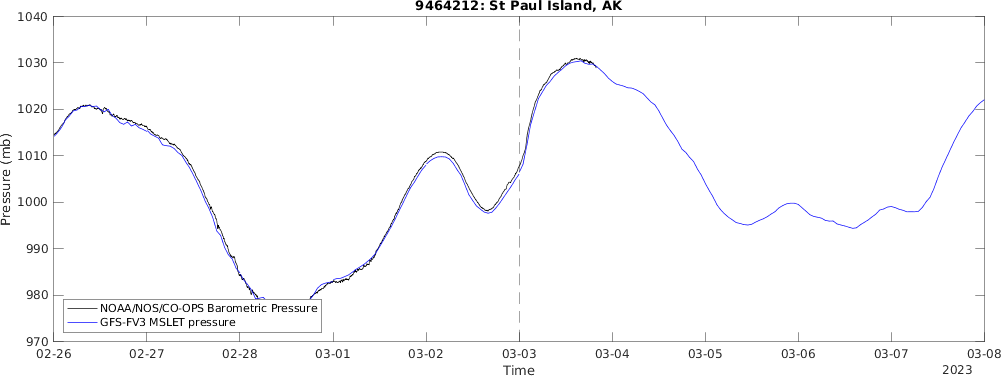 9464212: St Paul Island, AK
Pressure (mb)
1040
1030
1020
1010
1000
990
980
970
NOAA/NOS/CO-OPS Barometric Pressure
GFS-FV3 MSLET pressure
02-26 02-27 02-28 03-01 03-02 03-03 03-04 03-05 03-06 03-07 03-08
Time
2023